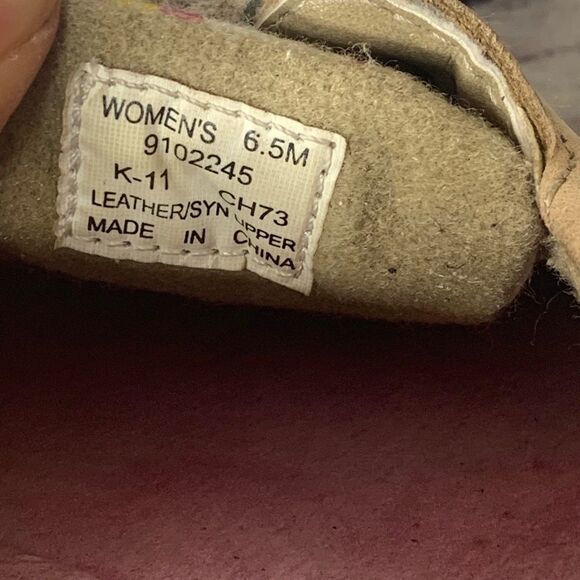 WOMEN'S 6.5M
9102245
K-11 CH73
LEATHER/SYN UPPER
MADE IN CHINA